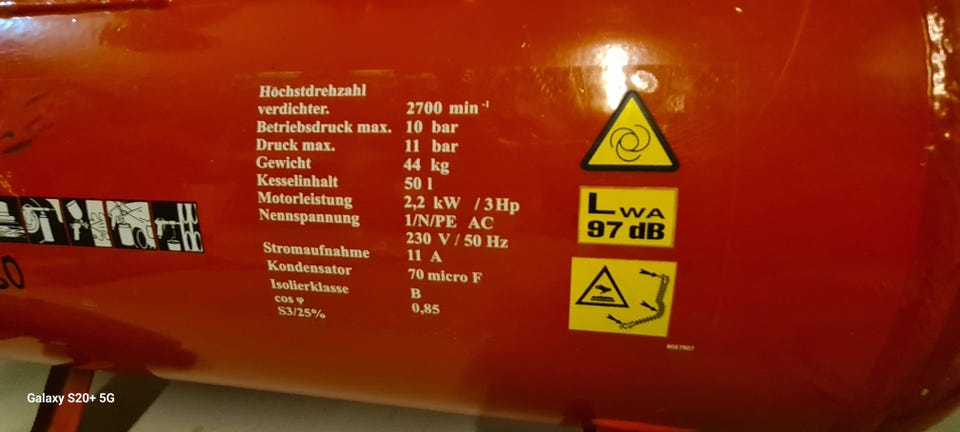 Höchstdrehzahl
verdichter. 2700 min⁻¹
Betriebsdruck max. 10 bar
Druck max. 11 bar
Gewicht 44 kg
Kesselinhalt 50 l
Motorleistung 2,2 kW / 3Hp
Nennspannung 1/N/PE AC
230 V / 50 Hz
Stromaufnahme 11 A
Kondensator 70 micro F
Isolierklasse B
cos φ 0,85
S3/25%
LWA
97 dB
9027507
Galaxy S20+ 5G